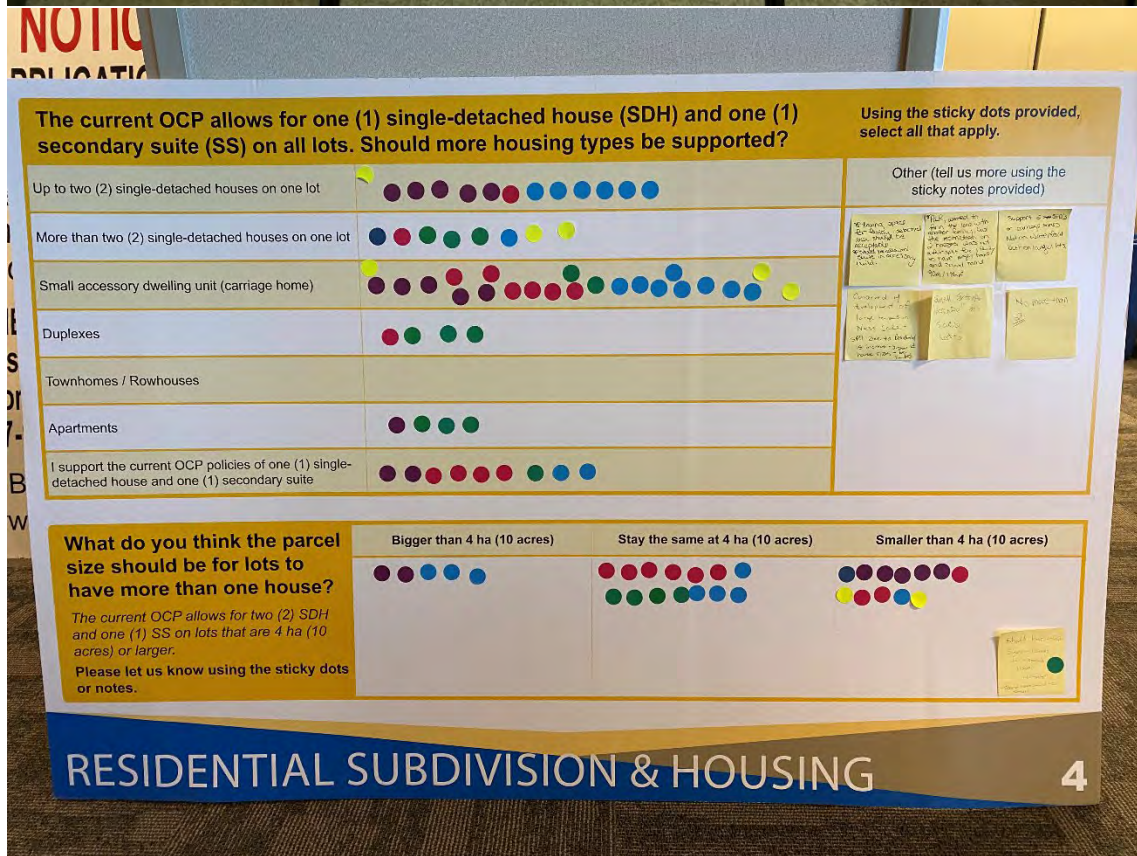 NOTIC
The current OCP allows for one (1) single-detached house (SDH) and one (1)
secondary suite (SS) on all lots. Should more housing types be supported?
Using the sticky dots provided,
select all that apply.
Up to two (2) single-detached houses on one lot
More than two (2) single-detached houses on one lot
Small accessory dwelling unit (carriage home)
Duplexes
Townhomes / Rowhouses
Apartments
I support the current OCP policies of one (1) single-
detached house and one (1) secondary suite
Other (tell us more using the
sticky notes provided)
What do you think the parcel
size should be for lots to
have more than one house?
The current OCP allows for two (2) SDH
and one (1) SS on lots that are 4 ha (10
acres) or larger.
Please let us know using the sticky dots
or notes.
Bigger than 4 ha (10 acres)
Stay the same at 4 ha (10 acres)
Smaller than 4 ha (10 acres)
RESIDENTIAL SUBDIVISION & HOUSING
4